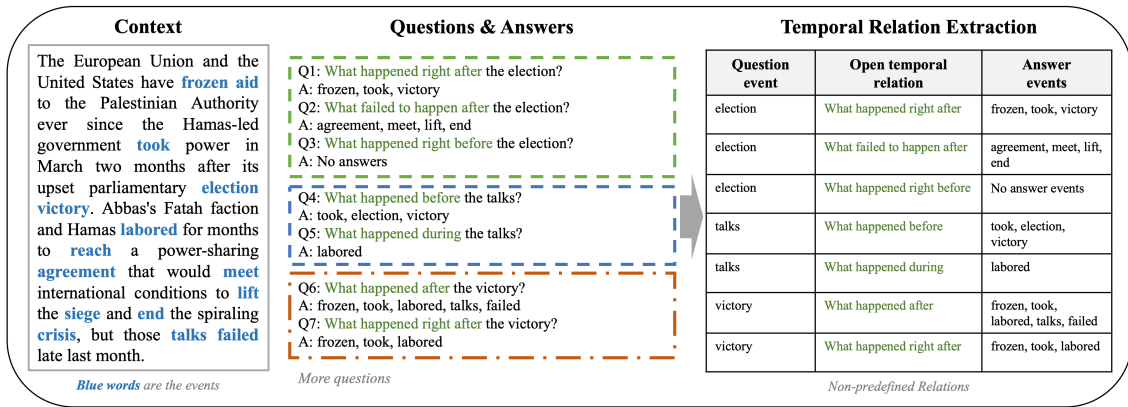 Context
The European Union and the
United States have frozen aid
to the Palestinian Authority
ever since the Hamas-led
government took power in
March two months after its
upset parliamentary election
victory. Abbas's Fatah faction
and Hamas labored for months
to reach a power-sharing
agreement that would meet
international conditions to lift
the siege and end the spiraling
crisis, but those talks failed
late last month.
Blue words are the events
Questions & Answers
Q1: What happened right after the election?
A: frozen, took, victory
Q2: What failed to happen after the election?
A: agreement, meet, lift, end
Q3: What happened right before the election?
A: No answers
Q4: What happened before the talks?
A: took, election, victory
Q5: What happened during the talks?
A: labored
Q6: What happened after the victory?
A: frozen, took, labored, talks, failed
Q7: What happened right after the victory?
A: frozen, took, labored
More questions
Temporal Relation Extraction
Question event Open temporal relation Answer events
election What happened right after frozen, took, victory
election What failed to happen after agreement, meet, lift,
end
election What happened right before No answer events
talks What happened before took, election,
victory
talks What happened during labored
victory What happened after frozen, took,
labored, talks, failed
victory What happened right after frozen, took, labored
Non-predefined Relations